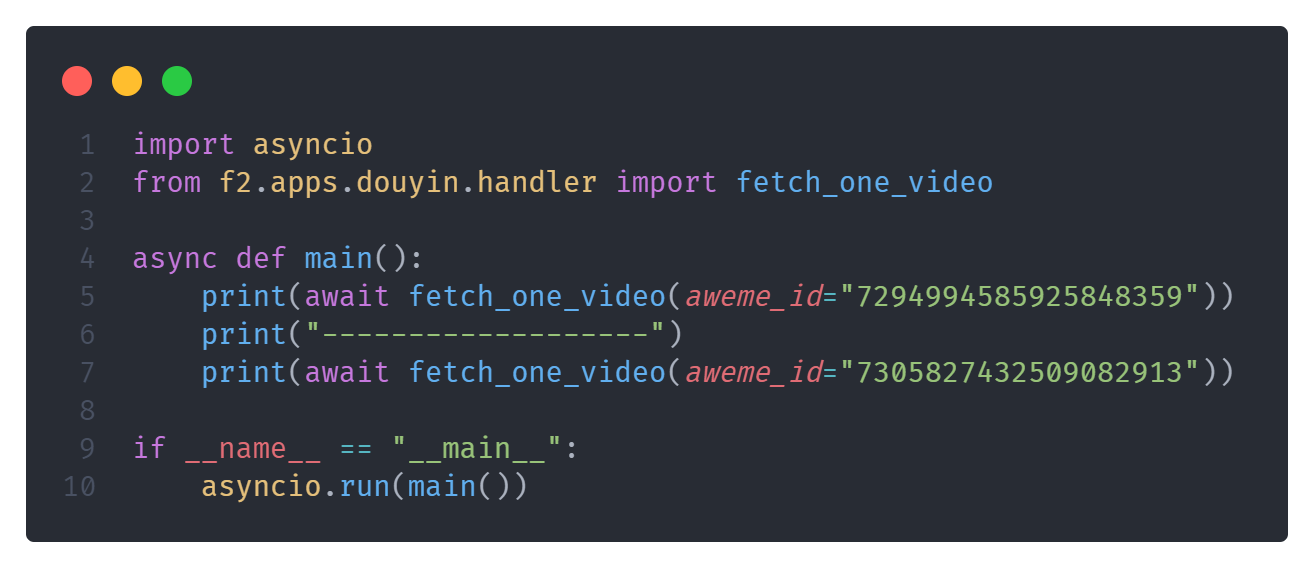 1 import asyncio
2 from f2.apps.douyin.handler import fetch_one_video
3
4 async def main():
5     print(await fetch_one_video(aweme_id="7294994585925848359"))
6     print("-------------------")
7     print(await fetch_one_video(aweme_id="7305827432509082913"))
8
9 if __name__ == "__main__":
10     asyncio.run(main())